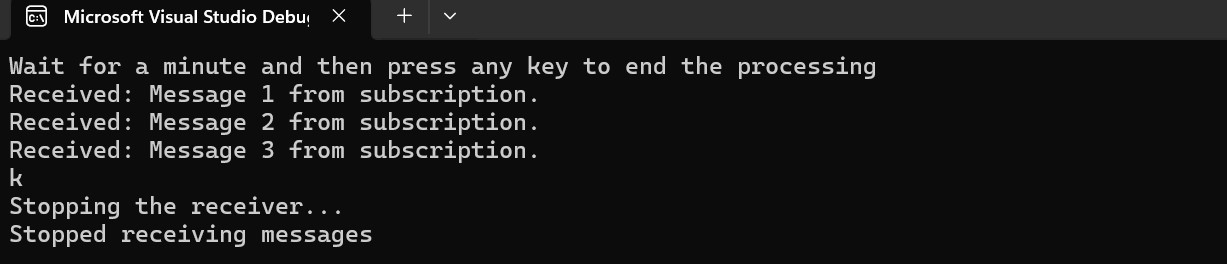 Microsoft Visual Studio Debu
Wait for a minute and then press any key to end the processing
Received: Message 1 from subscription.
Received: Message 2 from subscription.
Received: Message 3 from subscription.
k
Stopping the receiver...
Stopped receiving messages